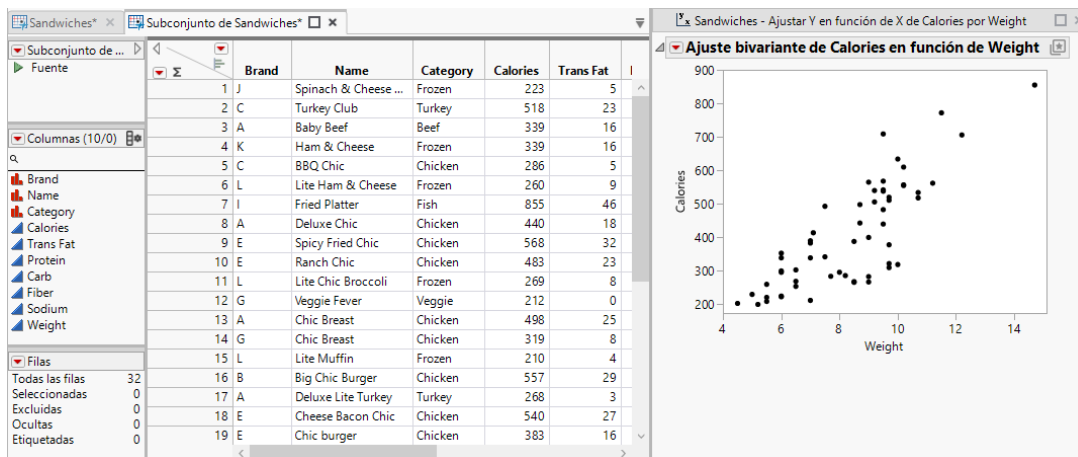 Sandwiches*
Subconjunto de Sandwiches*
Subconjunto de ...
Fuente
Columnas (10/0)
Brand
Name
Category
Calories
Trans Fat
Protein
Carb
Fiber
Sodium
Weight
Filas
Todas las filas 32
Seleccionadas 0
Excluidas 0
Ocultas 0
Etiquetadas 0
Σ Brand Name Category Calories Trans Fat
1 J Spinach & Cheese ... Frozen 223 5
2 C Turkey Club Turkey 518 23
3 A Baby Beef Beef 339 16
4 K Ham & Cheese Frozen 339 16
5 C BBQ Chic Chicken 286 5
6 L Lite Ham & Cheese Frozen 260 9
7 I Fried Platter Fish 855 46
8 A Deluxe Chic Chicken 440 18
9 E Spicy Fried Chic Chicken 568 32
10 E Ranch Chic Chicken 483 23
11 L Lite Chic Broccoli Frozen 269 8
12 G Veggie Fever Veggie 212 0
13 A Chic Breast Chicken 498 25
14 G Chic Breast Chicken 319 8
15 L Lite Muffin Frozen 210 4
16 B Big Chic Burger Chicken 557 29
17 A Deluxe Lite Turkey Turkey 268 3
18 E Cheese Bacon Chic Chicken 540 27
19 E Chic burger Chicken 383 16
Sandwiches - Ajustar Y en función de X de Calories por Weight
Ajuste bivariante de Calories en función de Weight
900
800
700
600
500
400
300
200
Calories
4 6 8 10 12 14
Weight